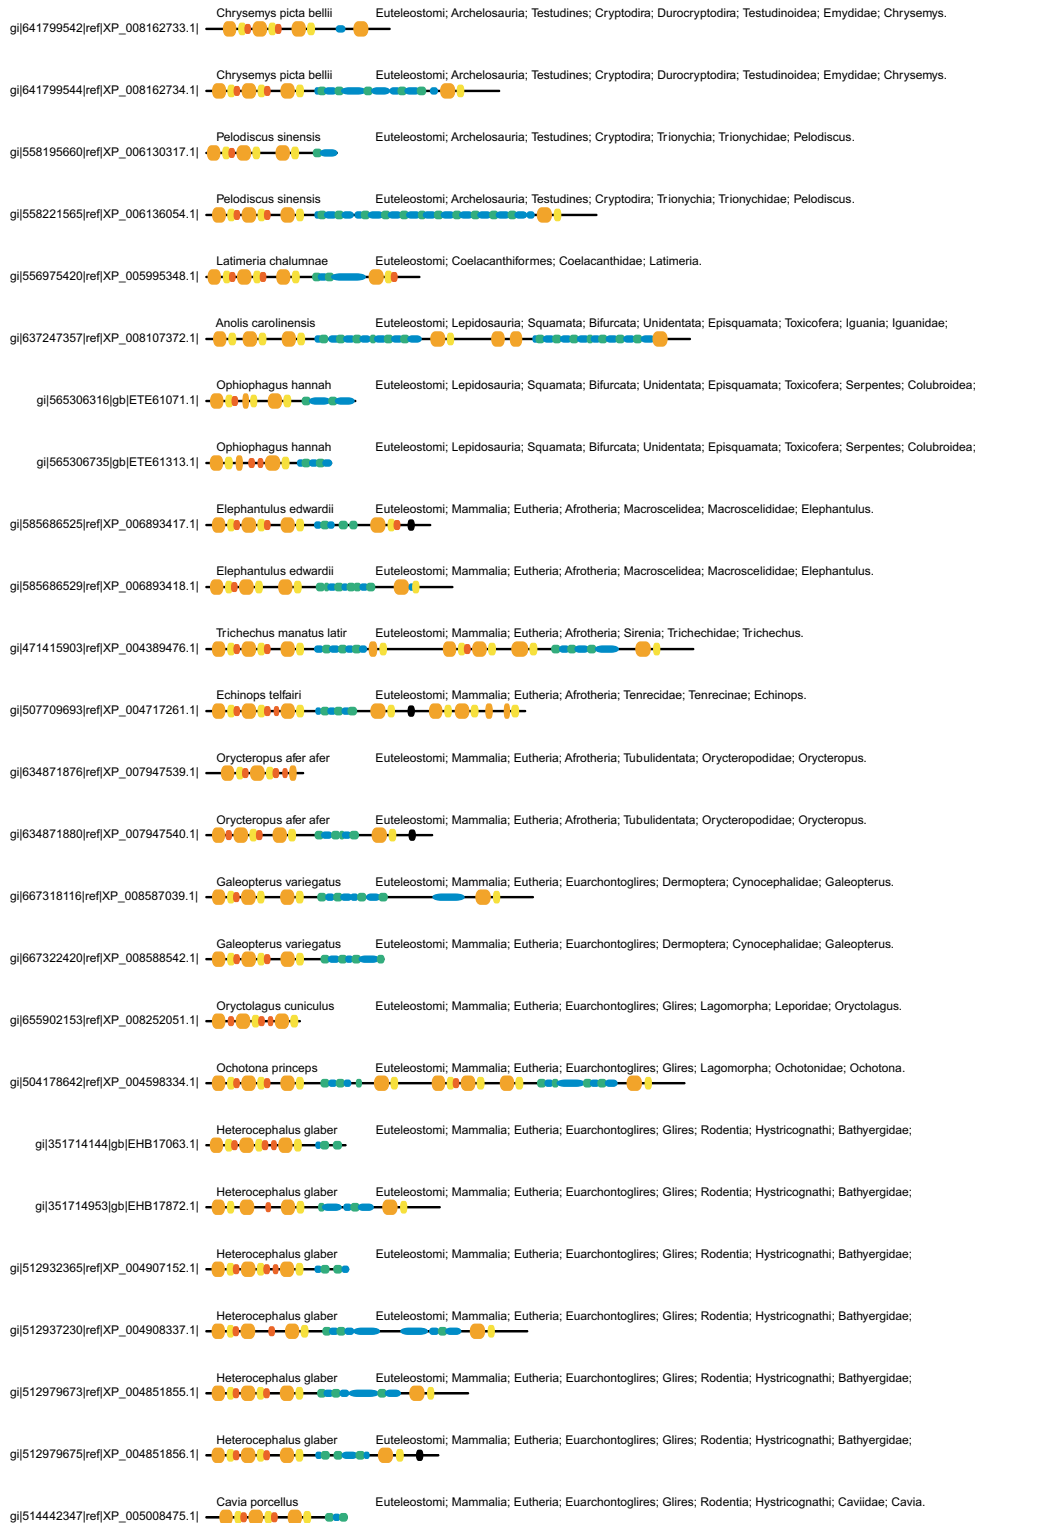 Chrysemys picta bellii Euteleostomi; Archelosauria; Testudines; Cryptodira; Durocryptodira; Testudinoidea; Emydidae; Chrysemys.
gi|641799542|ref|XP_008162733.1|
Chrysemys picta bellii Euteleostomi; Archelosauria; Testudines; Cryptodira; Durocryptodira; Testudinoidea; Emydidae; Chrysemys.
gi|641799544|ref|XP_008162734.1|
Pelodiscus sinensis Euteleostomi; Archelosauria; Testudines; Cryptodira; Trionychia; Trionychidae; Pelodiscus.
gi|558195660|ref|XP_006130317.1|
Pelodiscus sinensis Euteleostomi; Archelosauria; Testudines; Cryptodira; Trionychia; Trionychidae; Pelodiscus.
gi|558221565|ref|XP_006136054.1|
Latimeria chalumnae Euteleostomi; Coelacanthiformes; Coelacanthidae; Latimeria.
gi|556975420|ref|XP_005995348.1|
Anolis carolinensis Euteleostomi; Lepidosauria; Squamata; Bifurcata; Unidentata; Episquamata; Toxicofera; Iguania; Iguanidae;
gi|637247357|ref|XP_008107372.1|
Ophiophagus hannah Euteleostomi; Lepidosauria; Squamata; Bifurcata; Unidentata; Episquamata; Toxicofera; Serpentes; Colubroidea;
gi|565306316|gb|ETE61071.1|
Ophiophagus hannah Euteleostomi; Lepidosauria; Squamata; Bifurcata; Unidentata; Episquamata; Toxicofera; Serpentes; Colubroidea;
gi|565306735|gb|ETE61313.1|
Elephantulus edwardii Euteleostomi; Mammalia; Eutheria; Afrotheria; Macroscelidea; Macroscelididae; Elephantulus.
gi|585686525|ref|XP_006893417.1|
Elephantulus edwardii Euteleostomi; Mammalia; Eutheria; Afrotheria; Macroscelidea; Macroscelididae; Elephantulus.
gi|585686529|ref|XP_006893418.1|
Trichechus manatus latir Euteleostomi; Mammalia; Eutheria; Afrotheria; Sirenia; Trichechidae; Trichechus.
gi|471415903|ref|XP_004389476.1|
Echinops telfairi Euteleostomi; Mammalia; Eutheria; Afrotheria; Tenrecidae; Tenrecinae; Echinops.
gi|507709693|ref|XP_004717261.1|
Orycteropus afer afer Euteleostomi; Mammalia; Eutheria; Afrotheria; Tubulidentata; Orycteropodidae; Orycteropus.
gi|634871876|ref|XP_007947539.1|
Orycteropus afer afer Euteleostomi; Mammalia; Eutheria; Afrotheria; Tubulidentata; Orycteropodidae; Orycteropus.
gi|634871880|ref|XP_007947540.1|
Galeopterus variegatus Euteleostomi; Mammalia; Eutheria; Euarchontoglires; Dermoptera; Cynocephalidae; Galeopterus.
gi|667318116|ref|XP_008587039.1|
Galeopterus variegatus Euteleostomi; Mammalia; Eutheria; Euarchontoglires; Dermoptera; Cynocephalidae; Galeopterus.
gi|667322420|ref|XP_008588542.1|
Oryctolagus cuniculus Euteleostomi; Mammalia; Eutheria; Euarchontoglires; Glires; Lagomorpha; Leporidae; Oryctolagus.
gi|655902153|ref|XP_008252051.1|
Ochotona princeps Euteleostomi; Mammalia; Eutheria; Euarchontoglires; Glires; Lagomorpha; Ochotonidae; Ochotona.
gi|504178642|ref|XP_004598334.1|
Heterocephalus glaber Euteleostomi; Mammalia; Eutheria; Euarchontoglires; Glires; Rodentia; Hystricognathi; Bathyergidae;
gi|351714144|gb|EHB17063.1|
Heterocephalus glaber Euteleostomi; Mammalia; Eutheria; Euarchontoglires; Glires; Rodentia; Hystricognathi; Bathyergidae;
gi|351714953|gb|EHB17872.1|
Heterocephalus glaber Euteleostomi; Mammalia; Eutheria; Euarchontoglires; Glires; Rodentia; Hystricognathi; Bathyergidae;
gi|512932365|ref|XP_004907152.1|
Heterocephalus glaber Euteleostomi; Mammalia; Eutheria; Euarchontoglires; Glires; Rodentia; Hystricognathi; Bathyergidae;
gi|512937230|ref|XP_004908337.1|
Heterocephalus glaber Euteleostomi; Mammalia; Eutheria; Euarchontoglires; Glires; Rodentia; Hystricognathi; Bathyergidae;
gi|512979673|ref|XP_004851855.1|
Heterocephalus glaber Euteleostomi; Mammalia; Eutheria; Euarchontoglires; Glires; Rodentia; Hystricognathi; Bathyergidae;
gi|512979675|ref|XP_004851856.1|
Cavia porcellus Euteleostomi; Mammalia; Eutheria; Euarchontoglires; Glires; Rodentia; Hystricognathi; Caviidae; Cavia.
gi|514442347|ref|XP_005008475.1|